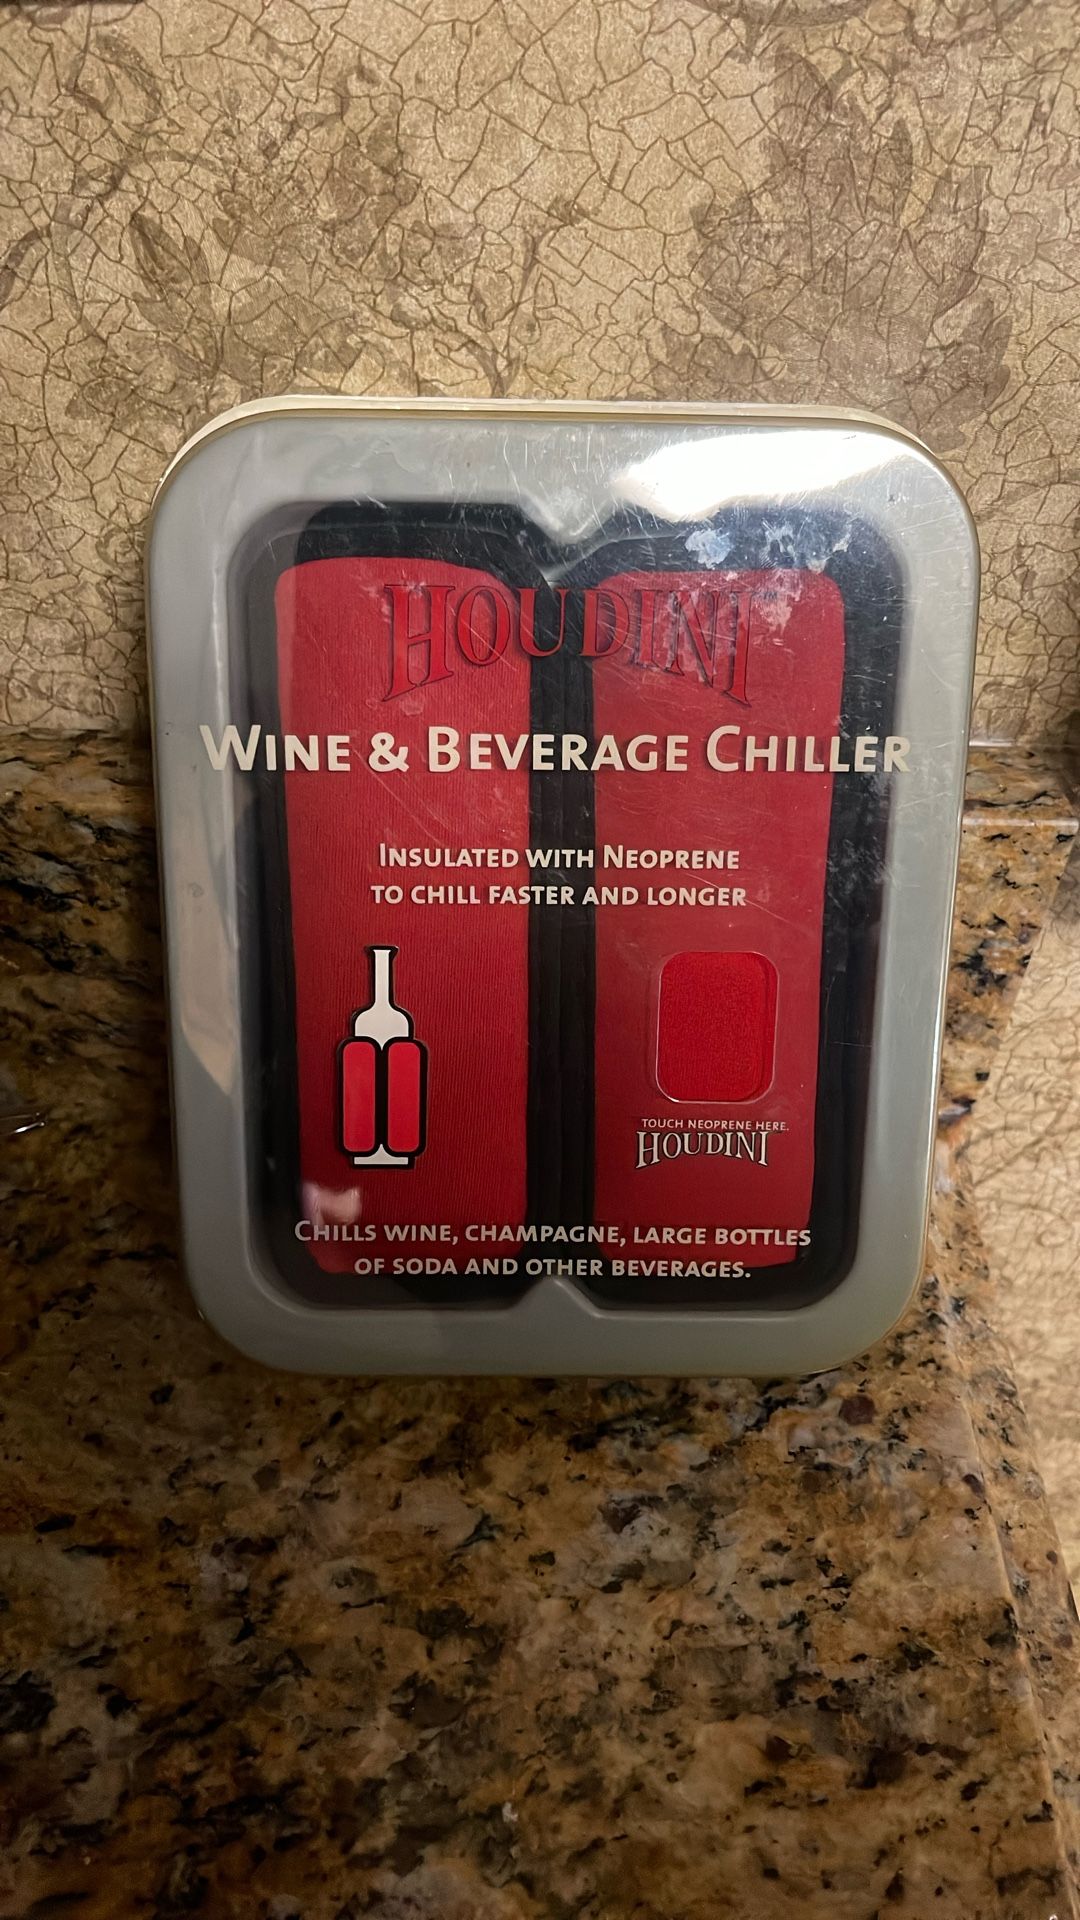 HOUDINI™
WINE & BEVERAGE CHILLER
INSULATED WITH NEOPRENE
TO CHILL FASTER AND LONGER
TOUCH NEOPRENE HERE.
HOUDINI
CHILLS WINE, CHAMPAGNE, LARGE BOTTLES
OF SODA AND OTHER BEVERAGES.